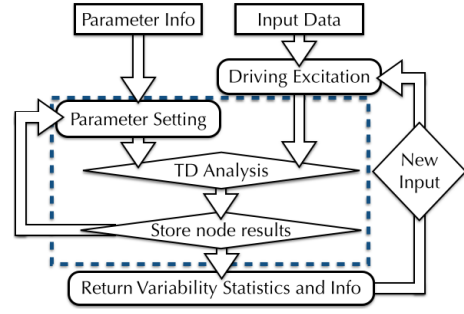 Parameter Info
Input Data
Driving Excitation
Parameter Setting
TD Analysis
New
Input
Store node results
Return Variability Statistics and Info